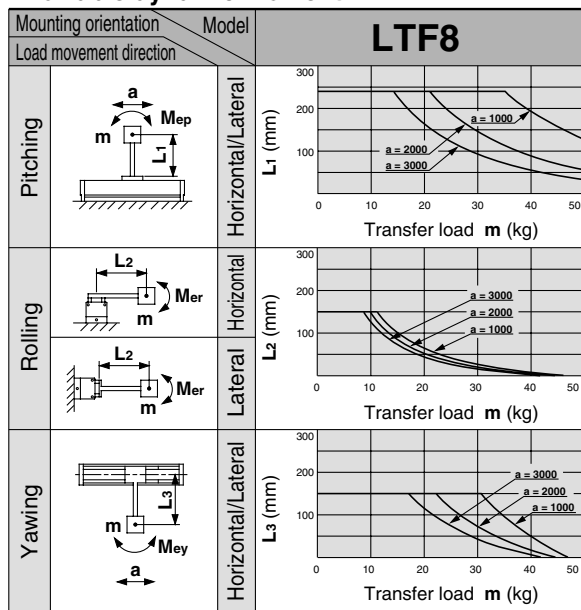 Mounting orientation
Model
Load movement direction
LTF8
Pitching
a
Mep
m
L1
Horizontal/Lateral
L1 (mm)
300
200
100
a = 1000
a = 2000
a = 3000
0 10 20 30 40 50
Transfer load m (kg)
Rolling
L2
Mer
m
Horizontal
L2
Mer
m
Lateral
L2 (mm)
300
200
100
a = 3000
a = 2000
a = 1000
0 10 20 30 40 50
Transfer load m (kg)
Yawing
L3
m
Mey
a
Horizontal/Lateral
L3 (mm)
300
200
100
a = 3000
a = 2000
a = 1000
0 10 20 30 40 50
Transfer load m (kg)